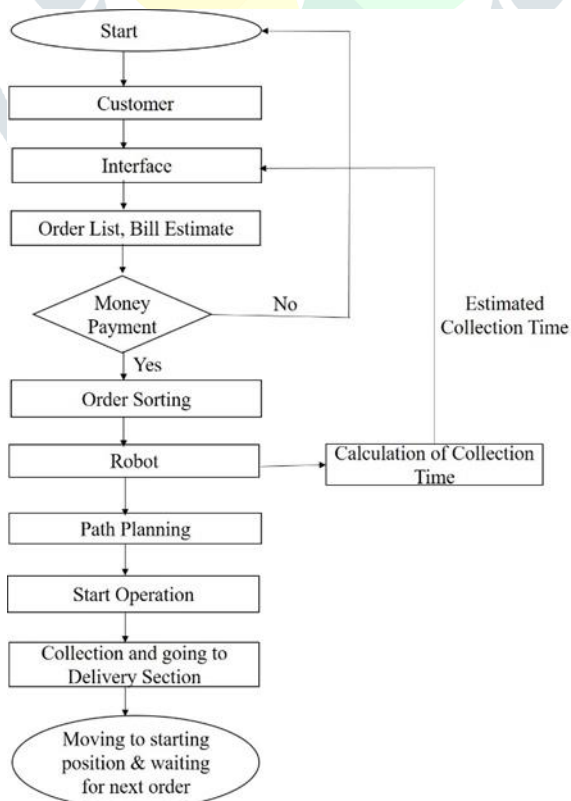 Start
Customer
Interface
Order List, Bill Estimate
Money
Payment
No
Estimated
Collection Time
Yes
Order Sorting
Robot
Calculation of Collection
Time
Path Planning
Start Operation
Collection and going to
Delivery Section
Moving to starting
position & waiting
for next order